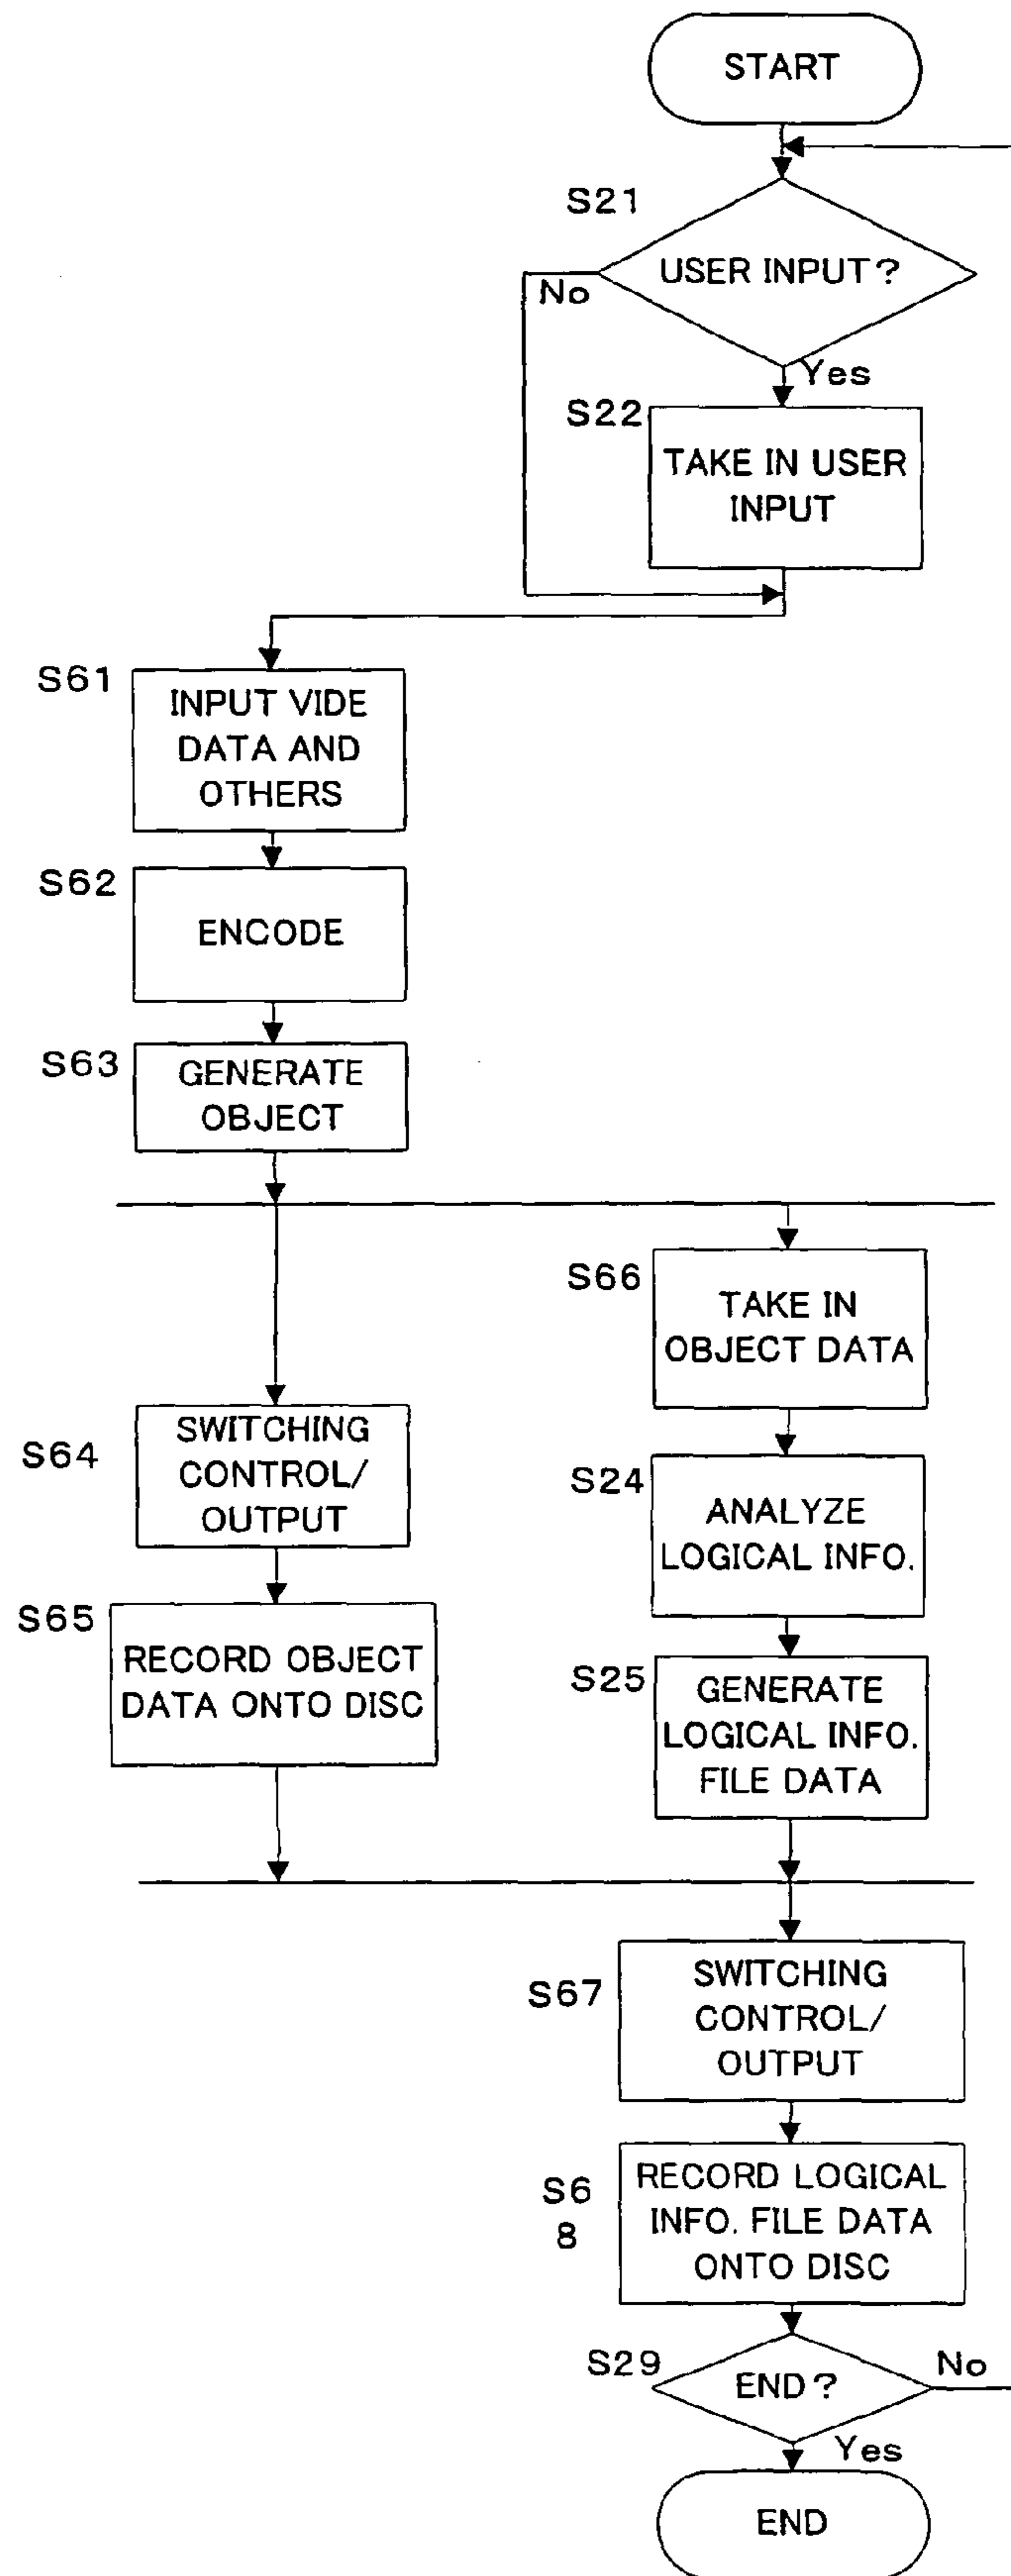 START
S21
USER INPUT?
No
Yes
S22
TAKE IN USER
INPUT
S61
INPUT VIDE
DATA AND
OTHERS
S62
ENCODE
S63
GENERATE
OBJECT
S66
TAKE IN
OBJECT DATA
S64
SWITCHING
CONTROL/
OUTPUT
S24
ANALYZE
LOGICAL INFO.
S65
RECORD OBJECT
DATA ONTO DISC
S25
GENERATE
LOGICAL INFO.
FILE DATA
S67
SWITCHING
CONTROL/
OUTPUT
S6
8
RECORD LOGICAL
INFO. FILE DATA
ONTO DISC
S29
END?
No
Yes
END